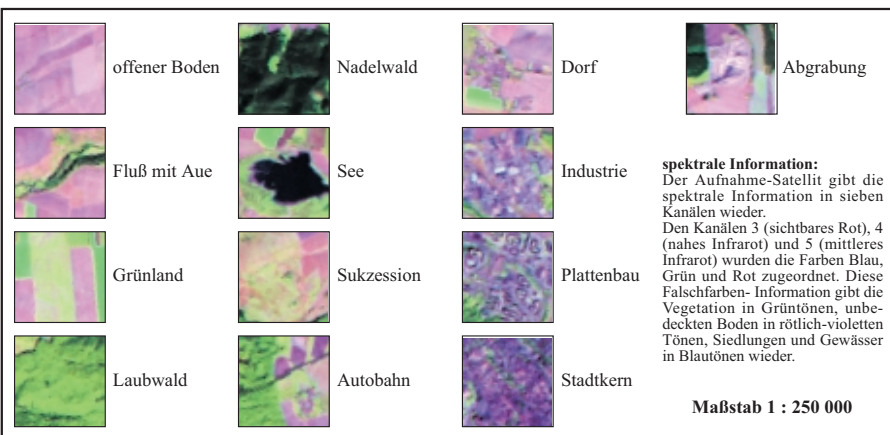 offener Boden
Nadelwald
Dorf
Abgrabung
Fluß mit Aue
See
Industrie
Grünland
Sukzession
Plattenbau
Laubwald
Autobahn
Stadtkern
spektrale Information:
Der Aufnahme-Satellit gibt die
spektrale Information in sieben
Kanälen wieder.
Den Kanälen 3 (sichtbares Rot), 4
(nahes Infrarot) und 5 (mittleres
Infrarot) wurden die Farben Blau,
Grün und Rot zugeordnet. Diese
Falschfarben- Information gibt die
Vegetation in Grüntönen, unbe-
deckten Boden in rötlich-violetten
Tönen, Siedlungen und Gewässer
in Blautönen wieder.
Maßstab 1 : 250 000